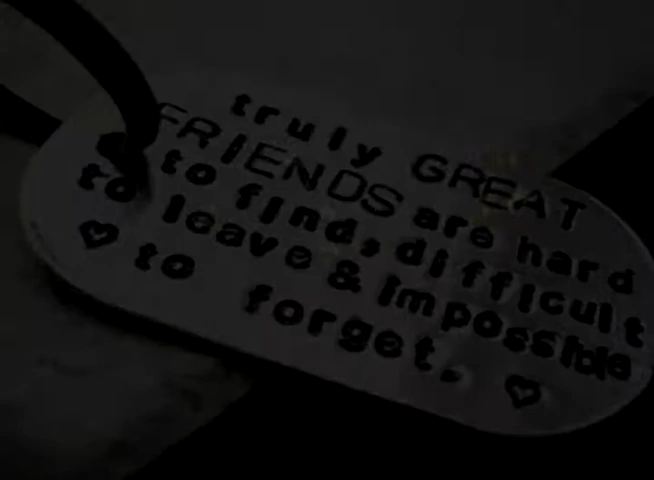 truly GREAT
FRIENDS are hard
to find, difficult
to leave & impossible
♡ to forget. ♡